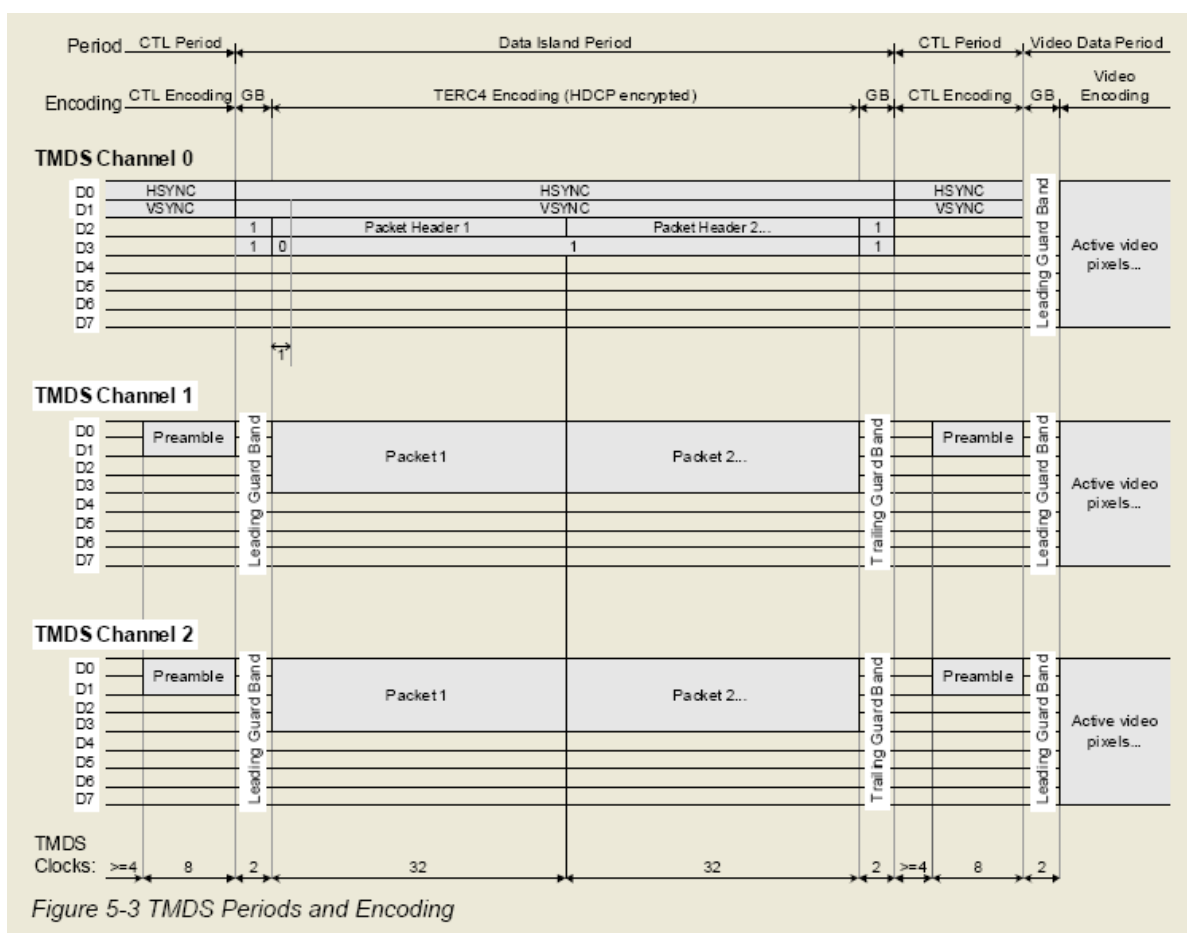 Period CTL Period Data Island Period CTL Period Video Data Period
Encoding CTL Encoding GB TERC4 Encoding (HDCP encrypted) GB CTL Encoding GB Video Encoding
TMDS Channel 0
D0 HSYNC HSYNC HSYNC
D1 VSYNC VSYNC VSYNC
D2 1 Packet Header 1 Packet Header 2... 1
D3 1 0 1 1
D4
D5
D6
D7
Leading Guard Band
Active video
pixels...
1
TMDS Channel 1
D0
D1
D2
D3
D4
D5
D6
D7
Preamble
Leading Guard Band
Packet 1
Packet 2...
Trailing Guard Band
Preamble
Leading Guard Band
Active video
pixels...
TMDS Channel 2
D0
D1
D2
D3
D4
D5
D6
D7
Preamble
Leading Guard Band
Packet 1
Packet 2...
Trailing Guard Band
Preamble
Leading Guard Band
Active video
pixels...
TMDS
Clocks: >=4 8 2 32 32 2 >=4 8 2
Figure 5-3 TMDS Periods and Encoding